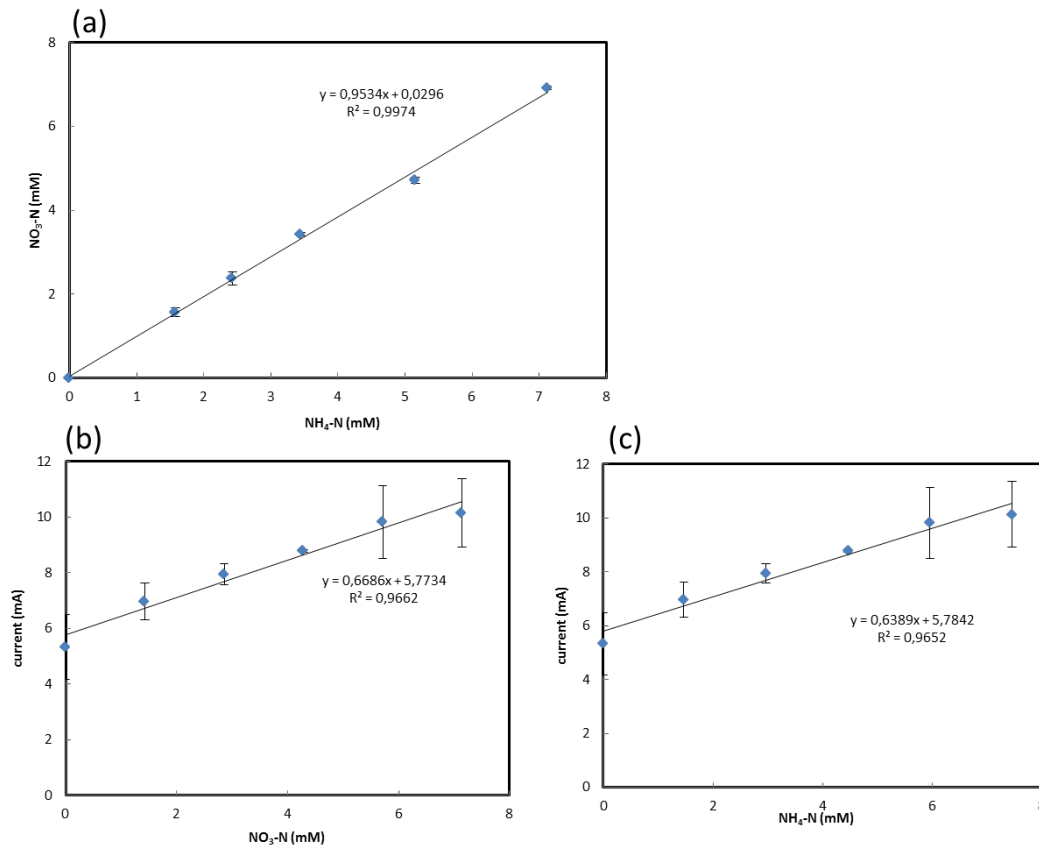 (a)
8
6
4
2
0
NO₃-N (mM)
y = 0,9534x + 0,0296
R² = 0,9974
0 1 2 3 4 5 6 7 8
NH₄-N (mM)
(b)
12
10
8
6
4
2
0
current (mA)
y = 0,6686x + 5,7734
R² = 0,9662
0 2 4 6 8
NO₃-N (mM)
(c)
12
10
8
6
4
2
0
current (mA)
y = 0,6389x + 5,7842
R² = 0,9652
0 2 4 6 8
NH₄-N (mM)